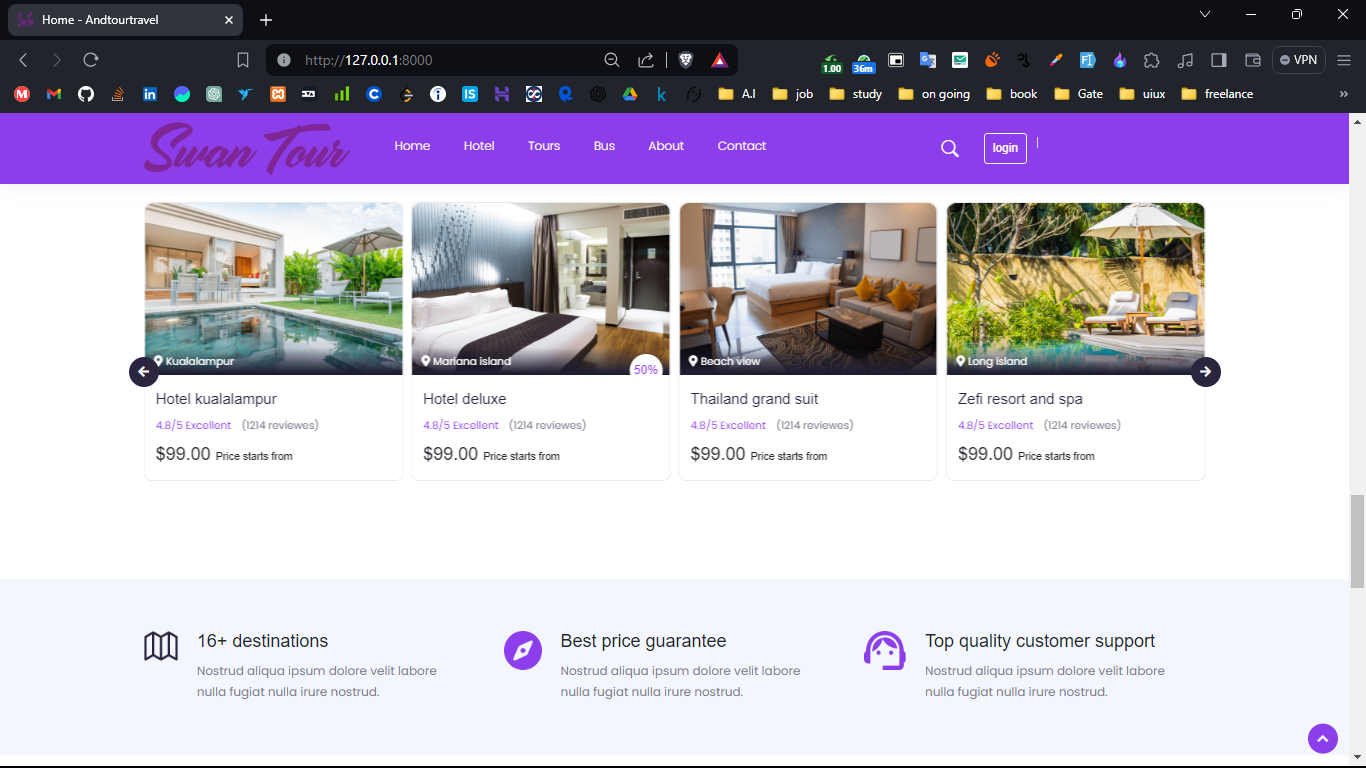 Home - Andtourtravel
http://127.0.0.1:8000
1.00
36m
VPN
A.I
job
study
on going
book
Gate
uiux
freelance
Swan Tour
Home
Hotel
Tours
Bus
About
Contact
login
Kualalampur
Mariana island
50%
Beach view
Long island
Hotel kualalampur
4.8/5 Excellent (1214 reviewes)
$99.00 Price starts from
Hotel deluxe
4.8/5 Excellent (1214 reviewes)
$99.00 Price starts from
Thailand grand suit
4.8/5 Excellent (1214 reviewes)
$99.00 Price starts from
Zefi resort and spa
4.8/5 Excellent (1214 reviewes)
$99.00 Price starts from
16+ destinations
Nostrud aliqua ipsum dolore velit labore
nulla fugiat nulla irure nostrud.
Best price guarantee
Nostrud aliqua ipsum dolore velit labore
nulla fugiat nulla irure nostrud.
Top quality customer support
Nostrud aliqua ipsum dolore velit labore
nulla fugiat nulla irure nostrud.